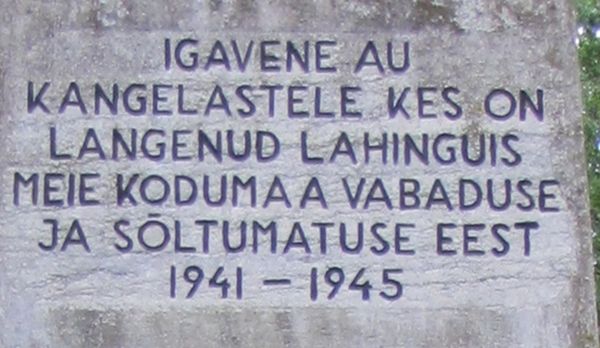 IGAVENE AU
KANGELASTELE KES ON
LANGENUD LAHINGUIS
MEIE KODUMAA VABADUSE
JA SÕLTUMATUSE EEST
1941 – 1945